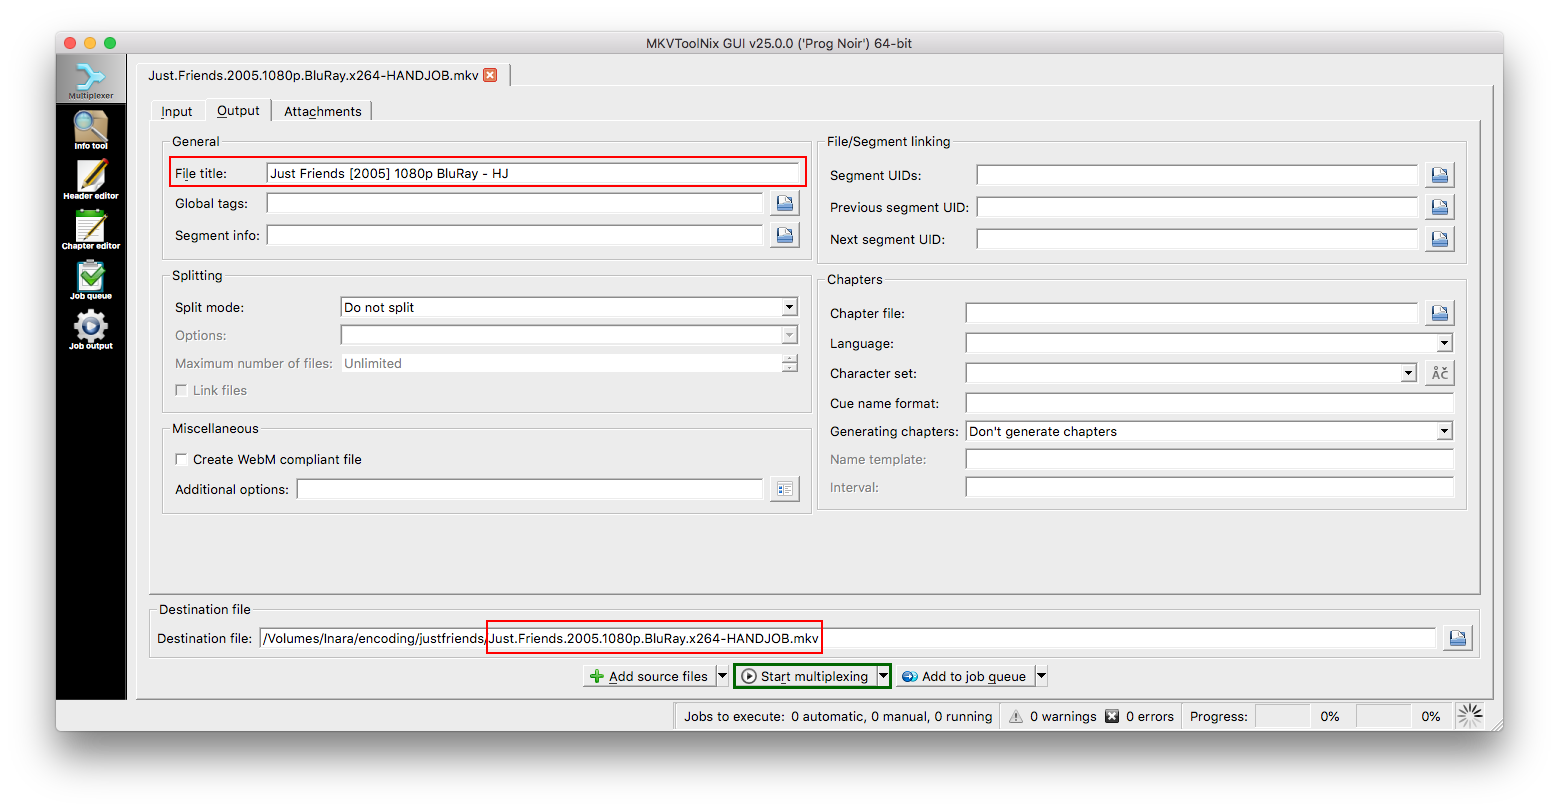 MKVToolNix GUI v25.0.0 ('Prog Noir') 64-bit
Multiplexer
Info tool
Header editor
Chapter editor
Job queue
Job output
Just.Friends.2005.1080p.BluRay.x264-HANDJOB.mkv
Input Output Attachments
General
File title: Just Friends [2005] 1080p BluRay - HJ
Global tags:
Segment info:
Splitting
Split mode: Do not split
Options:
Maximum number of files: Unlimited
Link files
Miscellaneous
Create WebM compliant file
Additional options:
File/Segment linking
Segment UIDs:
Previous segment UID:
Next segment UID:
Chapters
Chapter file:
Language:
Character set: ÅČ
Cue name format:
Generating chapters: Don't generate chapters
Name template:
Interval:
Destination file
Destination file: /Volumes/Inara/encoding/justfriends/Just.Friends.2005.1080p.BluRay.x264-HANDJOB.mkv
Add source files Start multiplexing Add to job queue
Jobs to execute: 0 automatic, 0 manual, 0 running 0 warnings 0 errors Progress: 0% 0%